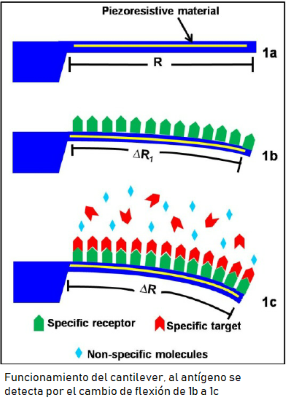 Piezoresistive material
1a
R
1b
ΔR₁
ΔR
1c
Specific receptor
Specific target
Non-specific molecules
Funcionamiento del cantilever, al antígeno se
detecta por el cambio de flexión de 1b a 1c